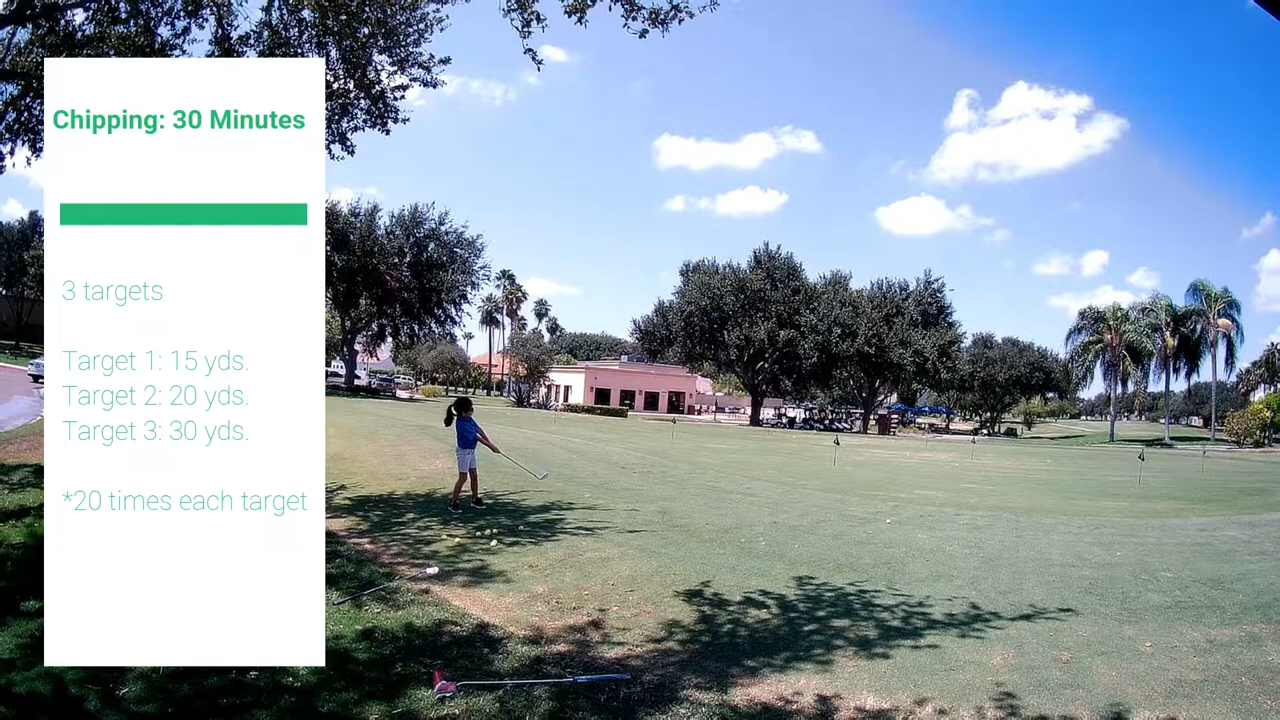 Chipping: 30 Minutes
3 targets
Target 1: 15 yds.
Target 2: 20 yds.
Target 3: 30 yds.
*20 times each target